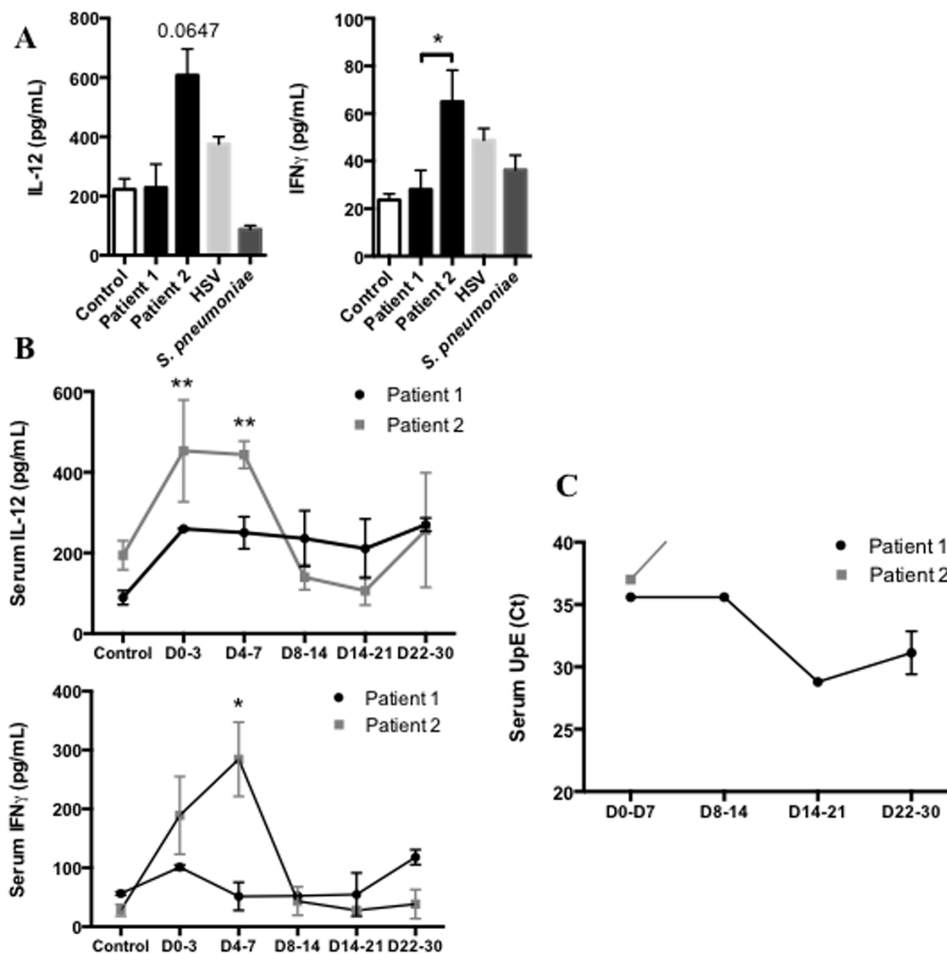 A
IL-12 (pg/mL)
800
600
400
200
0
0.0647
Control
Patient 1
Patient 2
HSV
S. pneumoniae
IFNγ (pg/mL)
100
80
60
40
20
0
*
Control
Patient 1
Patient 2
HSV
S. pneumoniae
B
Serum IL-12 (pg/mL)
600
400
200
0
** **
Patient 1
Patient 2
Control D0-3 D4-7 D8-14 D14-21 D22-30
Serum IFNγ (pg/mL)
400
300
200
100
0
*
Patient 1
Patient 2
Control D0-3 D4-7 D8-14 D14-21 D22-30
C
Serum UpE (Ct)
40
35
30
25
20
Patient 1
Patient 2
D0-D7 D8-14 D14-21 D22-30